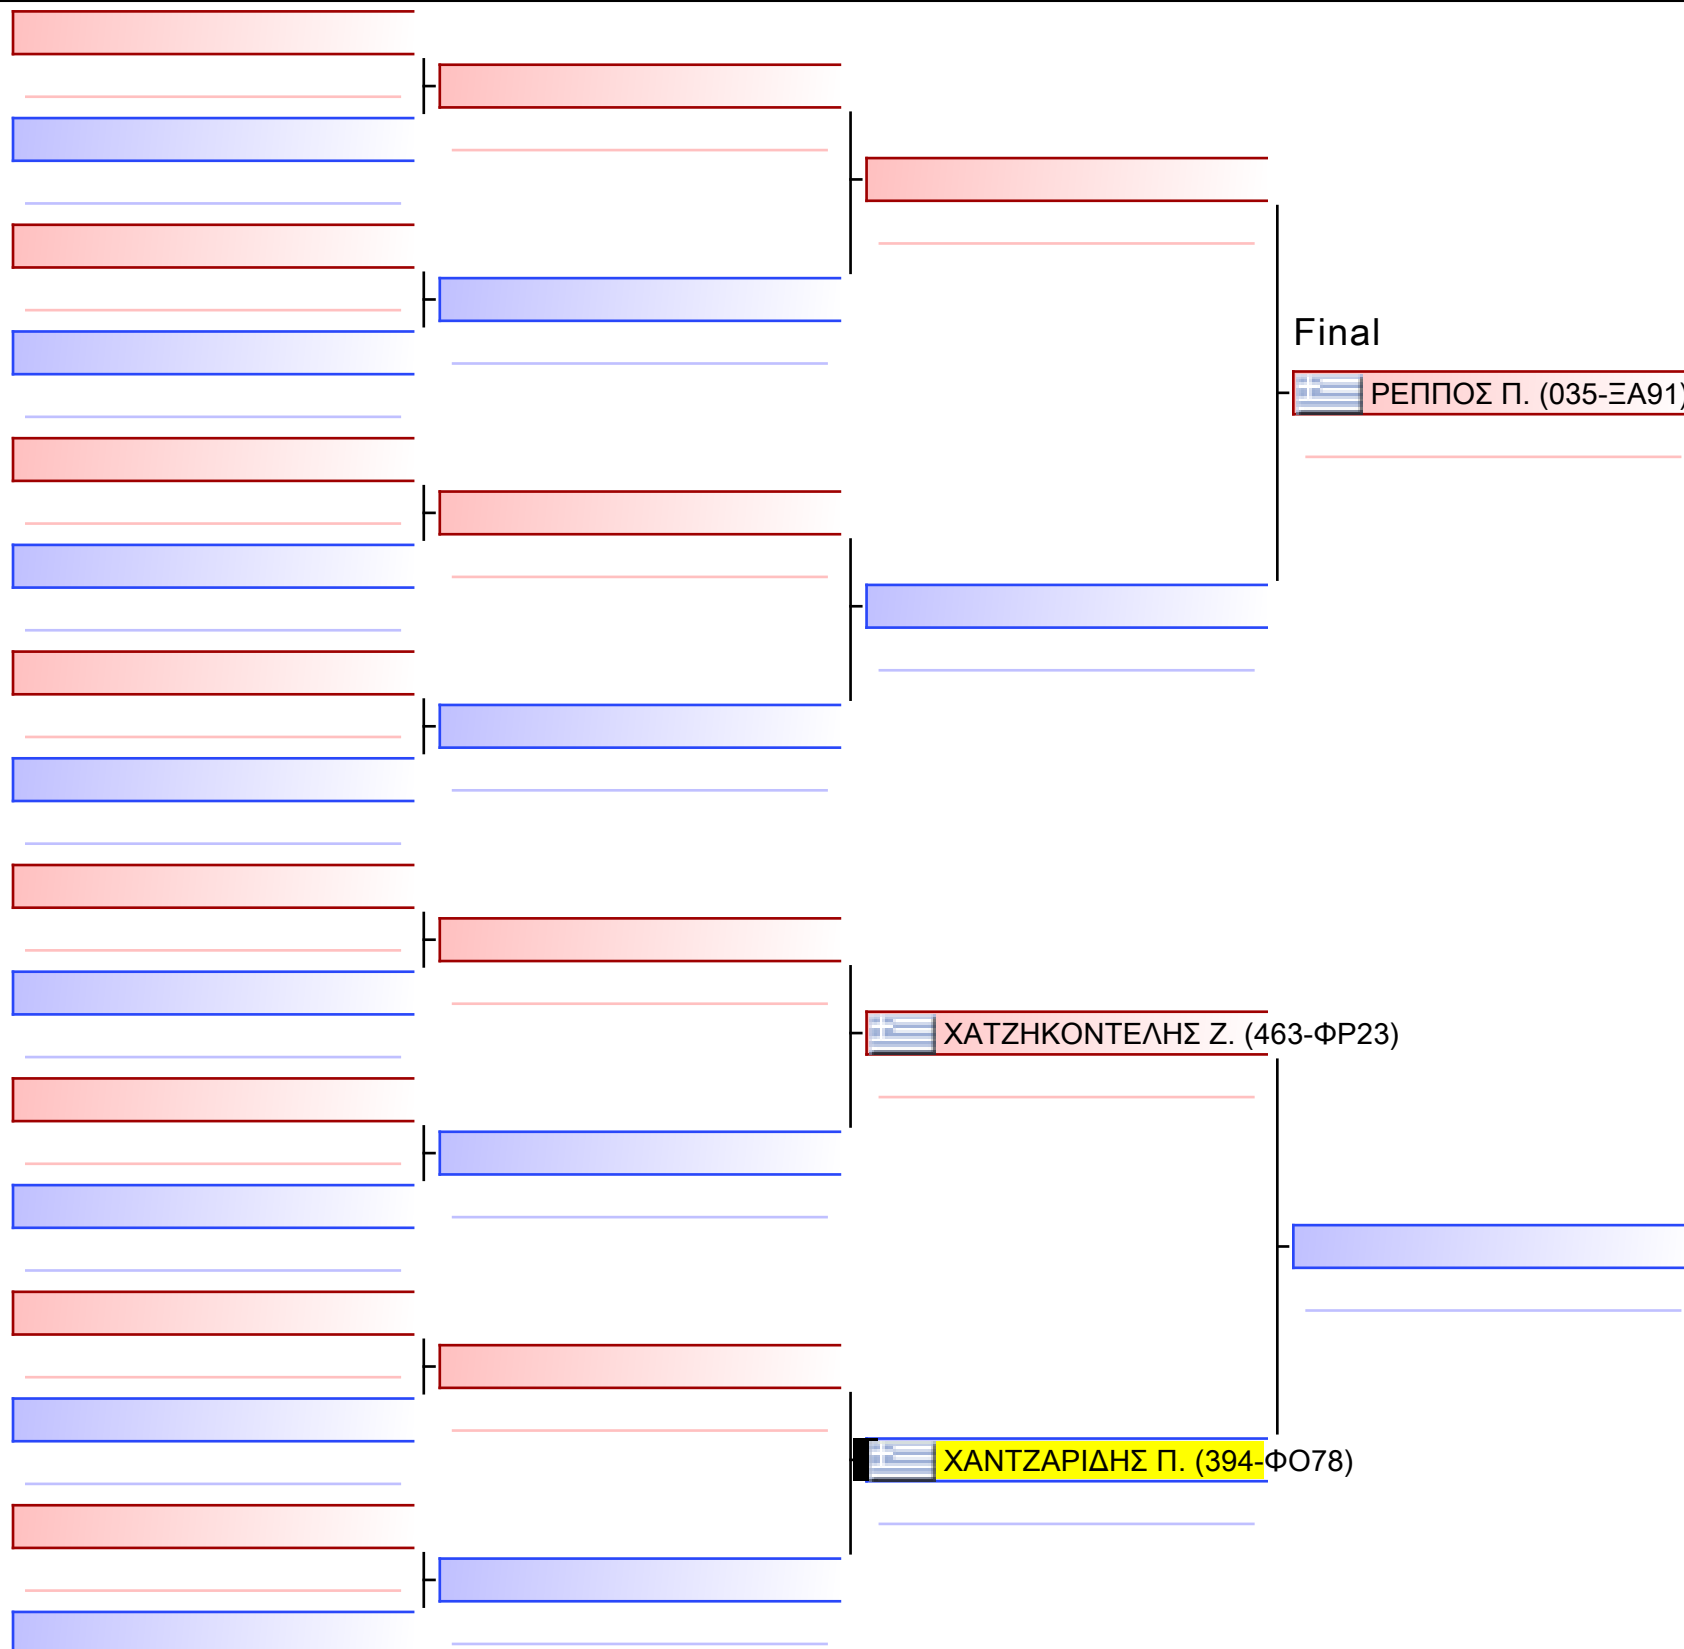 Final
ΡΕΠΠΟΣ Π. (035-ΞΑ91)
ΧΑΤΖΗΚΟΝΤΕΛΗΣ Ζ. (463-ΦΡ23)
ΧΑΝΤΖΑΡΙΔΗΣ Π. (394-ΦΟ78)